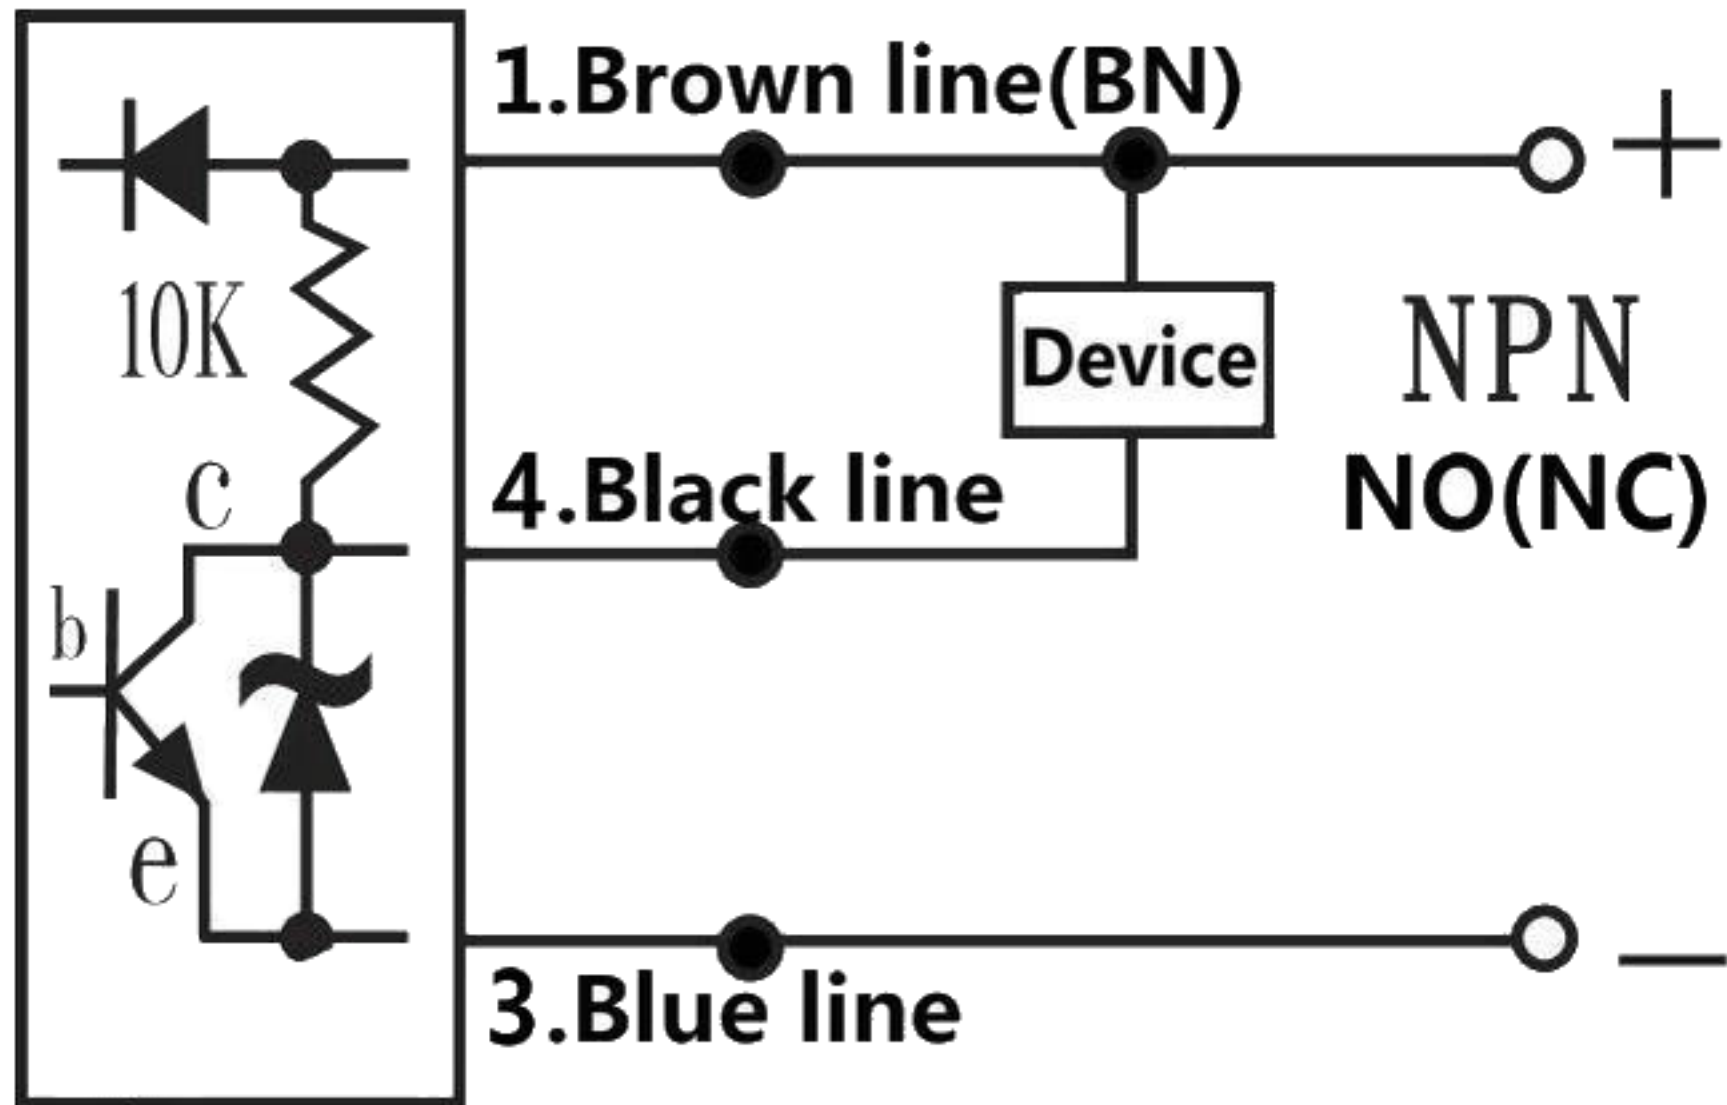 1.Brown line(BN)
+
10K
Device
NPN
NO(NC)
c
4.Black line
b
e
3.Blue line
−